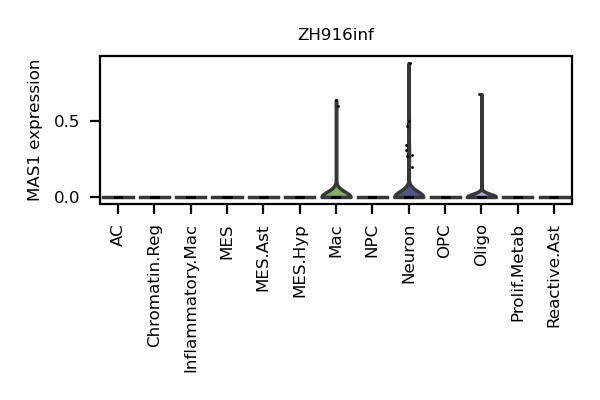 ZH916inf
MAS1 expression
0.5
0.0
AC
Chromatin.Reg
Inflammatory.Mac
MES
MES.Ast
MES.Hyp
Mac
NPC
Neuron
OPC
Oligo
Prolif.Metab
Reactive.Ast